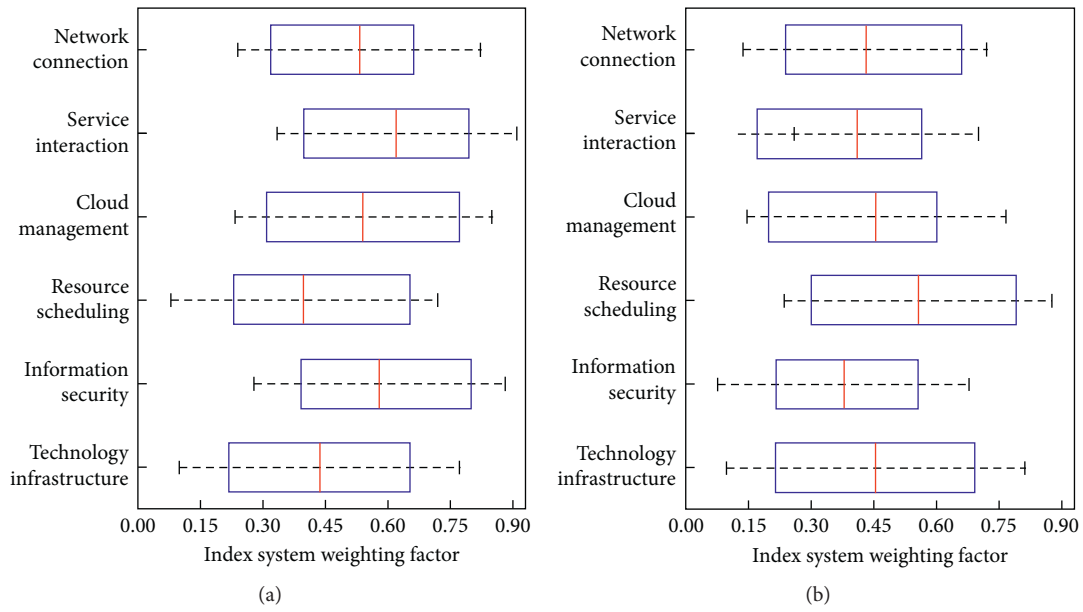 Network
connection
Service
interaction
Cloud
management
Resource
scheduling
Information
security
Technology
infrastructure
0.00 0.15 0.30 0.45 0.60 0.75 0.90
Index system weighting factor
(a)
Network
connection
Service
interaction
Cloud
management
Resource
scheduling
Information
security
Technology
infrastructure
0.00 0.15 0.30 0.45 0.60 0.75 0.90
Index system weighting factor
(b)